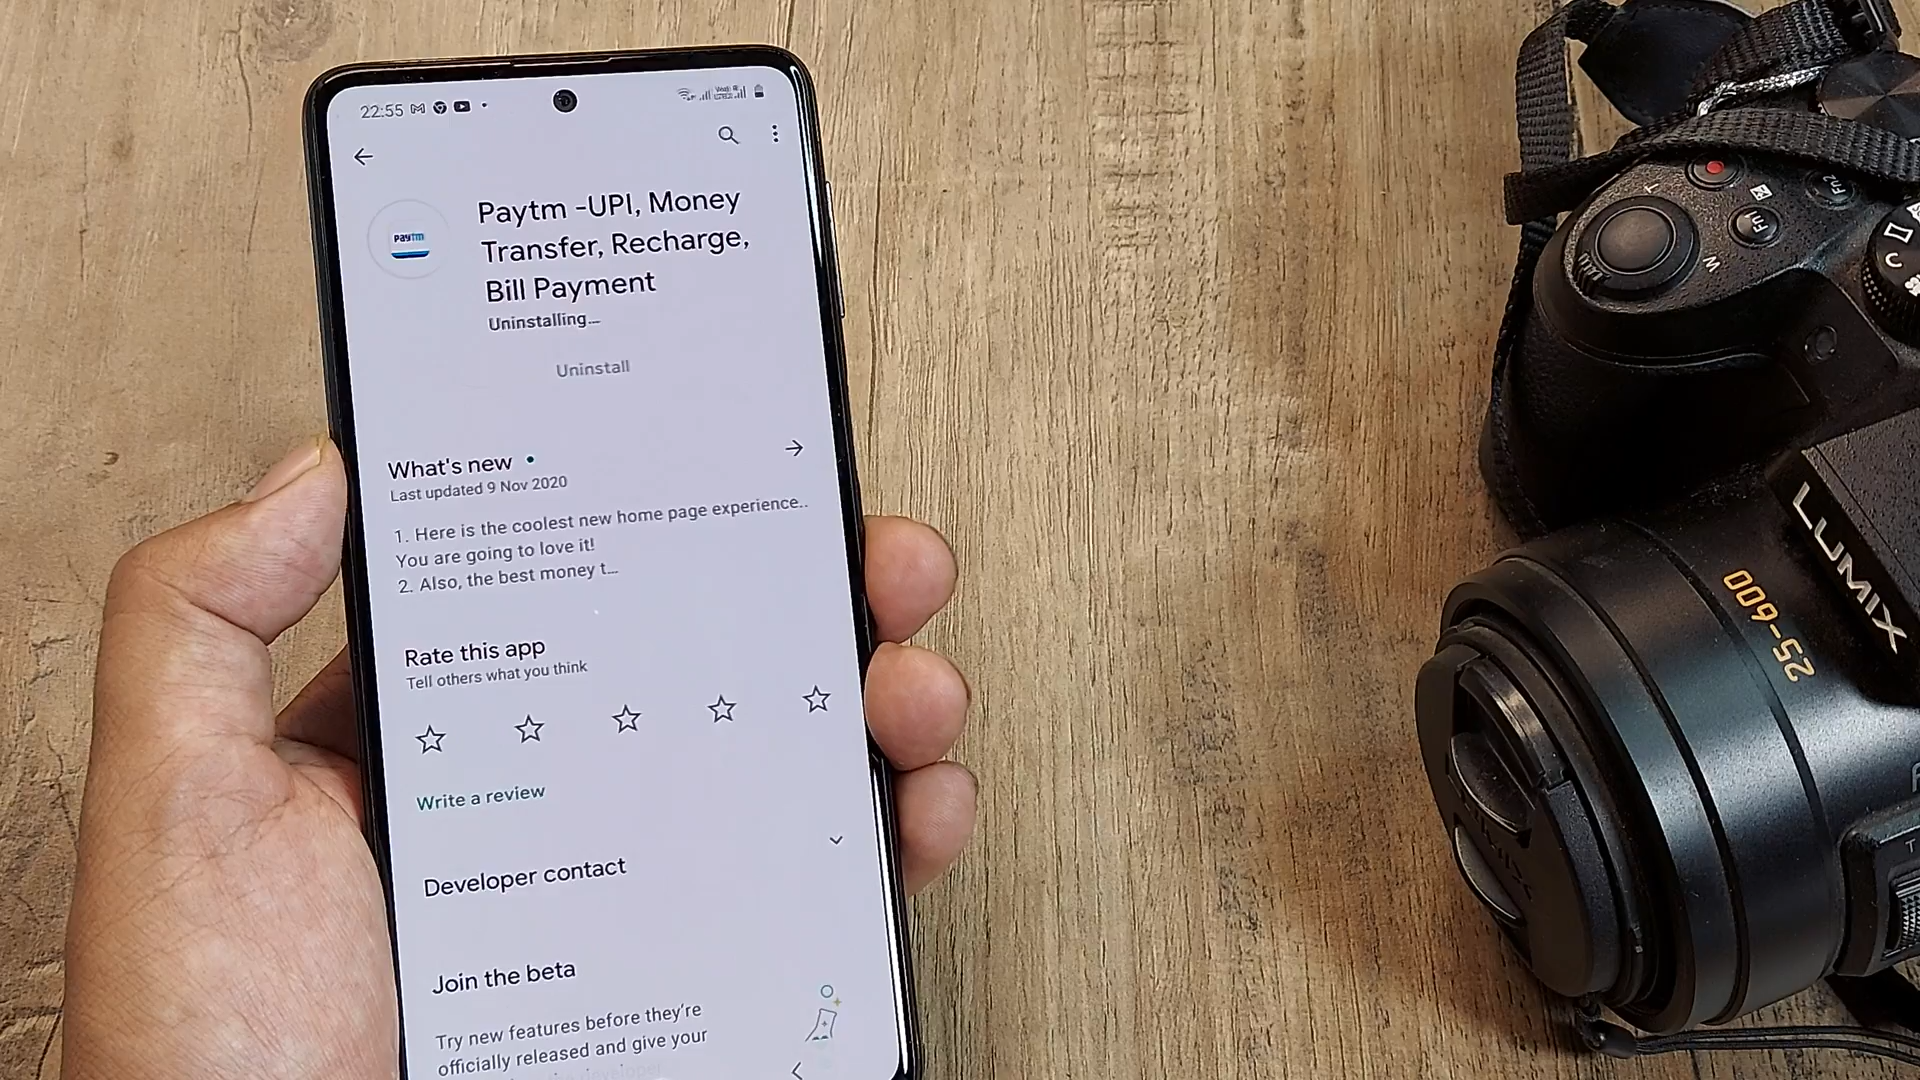 22:55
paytm
Paytm -UPI, Money
Transfer, Recharge,
Bill Payment
Uninstalling...
Uninstall
What's new
Last updated 9 Nov 2020
1. Here is the coolest new home page experience..
You are going to love it!
2. Also, the best money t...
Rate this app
Tell others what you think
Write a review
Developer contact
Join the beta
Try new features before they're
officially released and give your
T
W
Fn1
Fn2
C
LUMIX
25-600